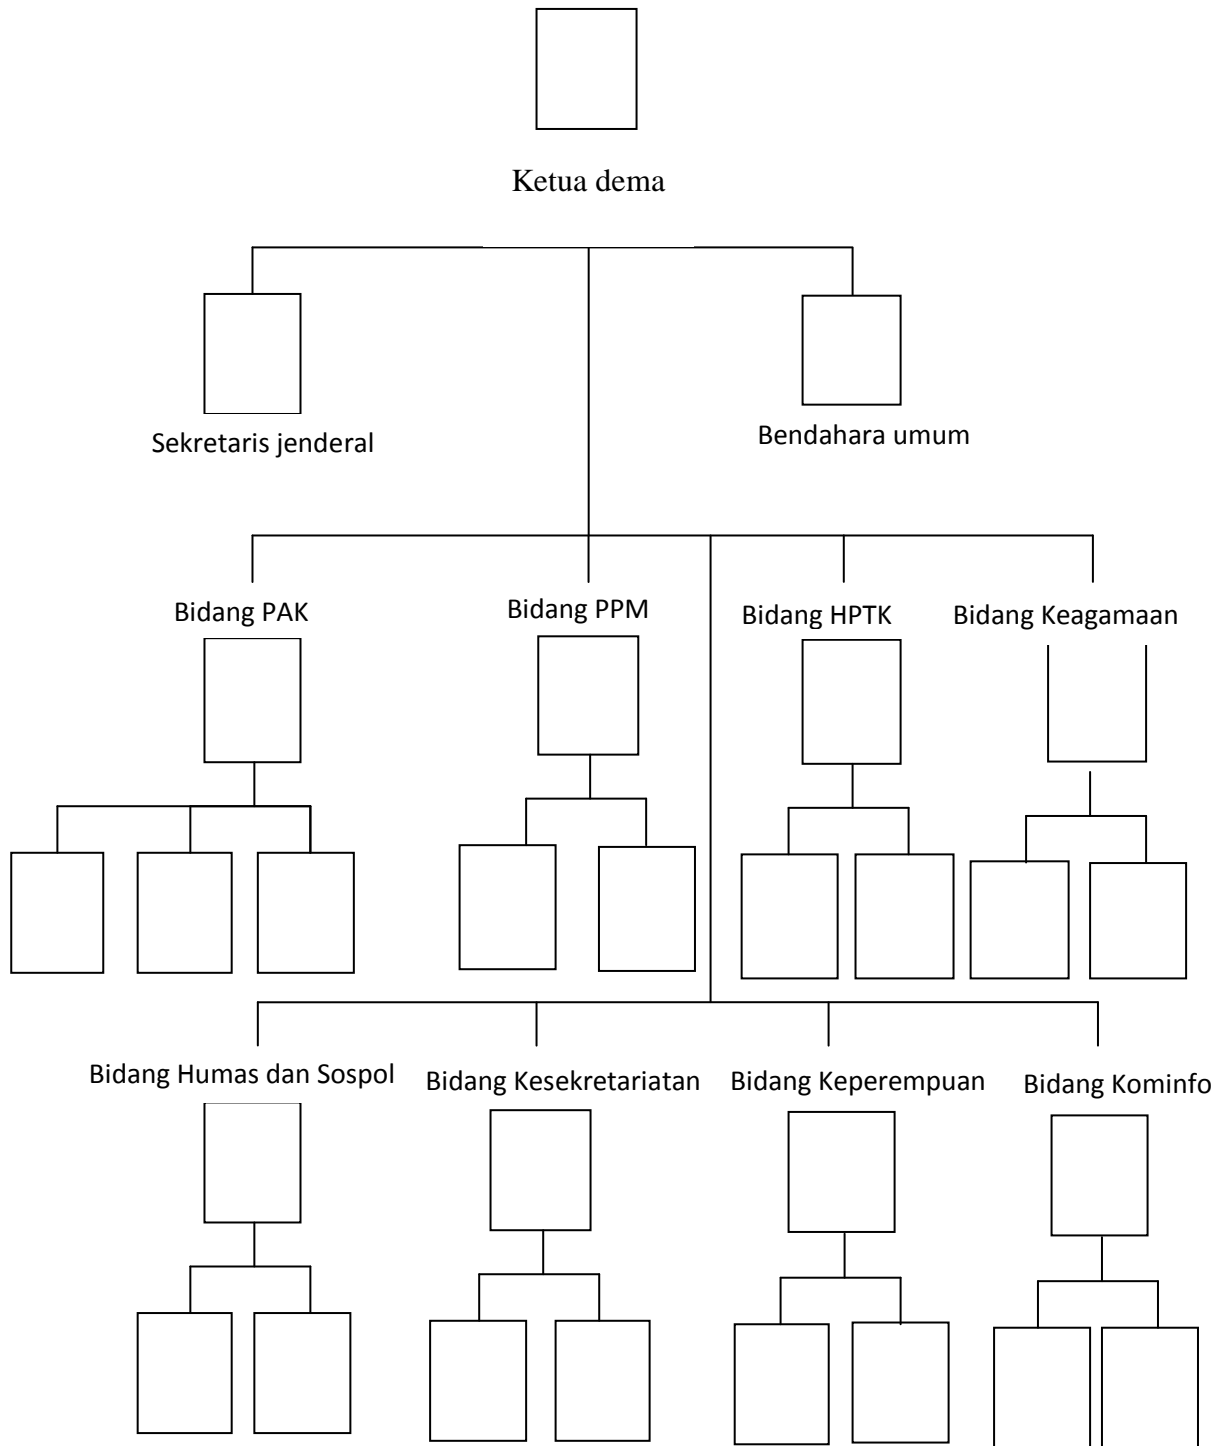 Ketua dema
Sekretaris jenderal
Bendahara umum
Bidang PAK
Bidang PPM
Bidang HPTK
Bidang Keagamaan
Bidang Humas dan Sospol
Bidang Kesekretariatan
Bidang Keperempuan
Bidang Kominfo